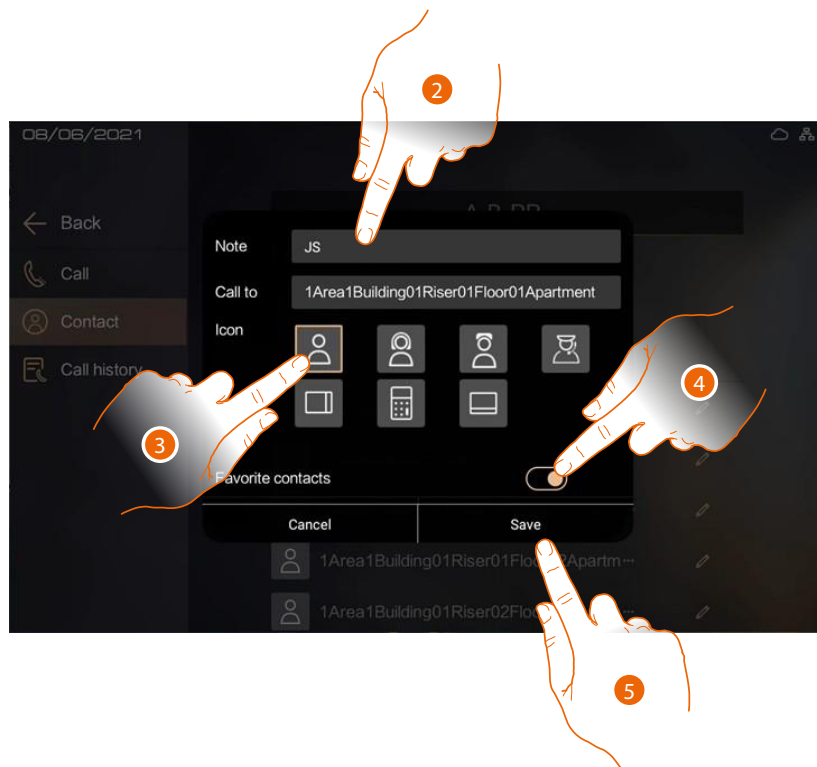 2
08/06/2021
Back
Note
JS
Call
Call to
1Area1Building01Riser01Floor01Apartment
Contact
Icon
Call history
4
3
Favorite contacts
Cancel
Save
1Area1Building01Riser01Flo 2Apartm...
1Area1Building01Riser02Flo ...
5